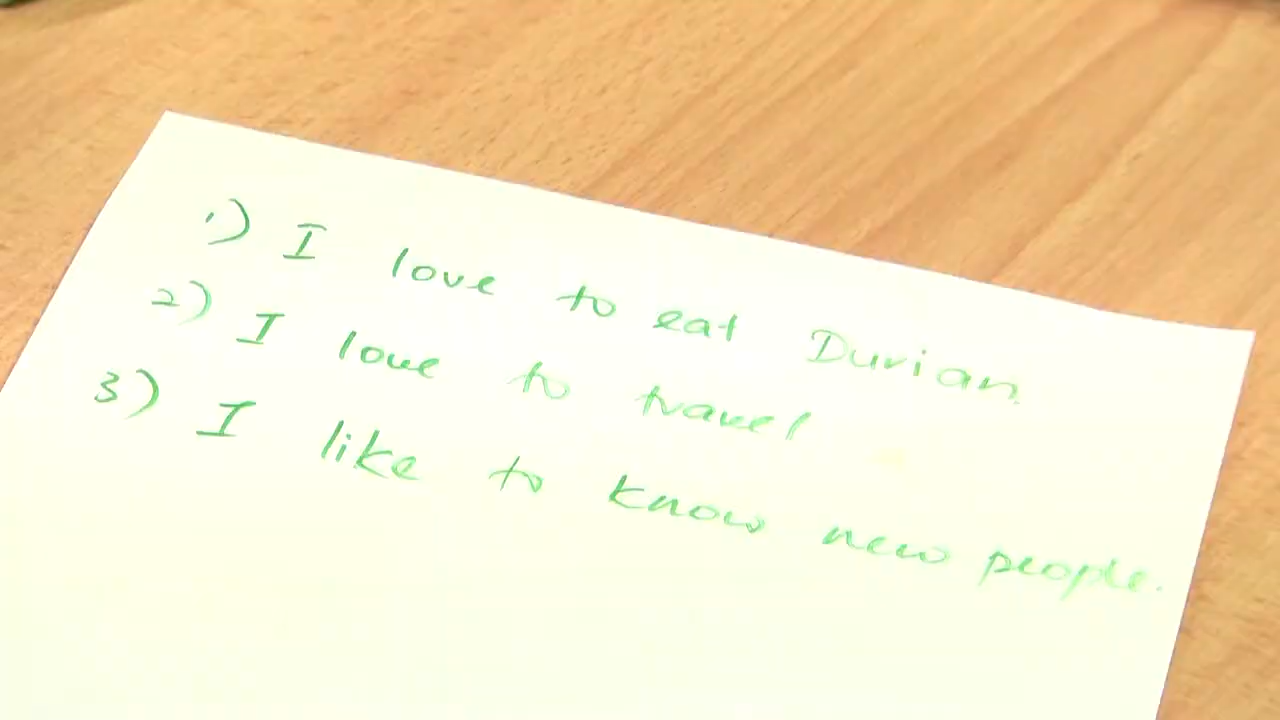 1) I love to eat Durian.
2) I love to travel
3) I like to know new people.